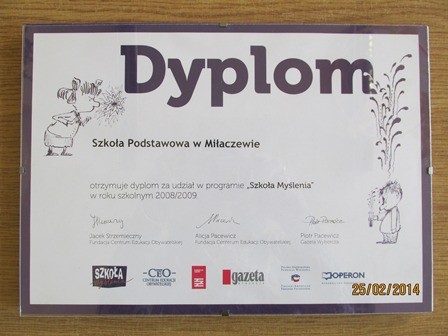 Dyplom
Szkoła Podstawowa w Miłaczewie
otrzymuje dyplom za udział w programie „Szkoła Myślenia"
w roku szkolnym 2008/2009.
Jacek Strzemieczny
Fundacja Centrum Edukacji Obywatelskiej
Alicja Pacewicz
Fundacja Centrum Edukacji Obywatelskiej
Piotr Pacewicz
Gazeta Wyborcza
SZKOŁA
CEO
CENTRUM EDUKACJI
OBYWATELSKIEJ
gazeta
OPERON
25/02/2014